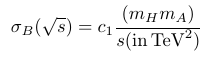 σ_B(√s) = c_1 (m_H m_A) / s(in TeV^2)